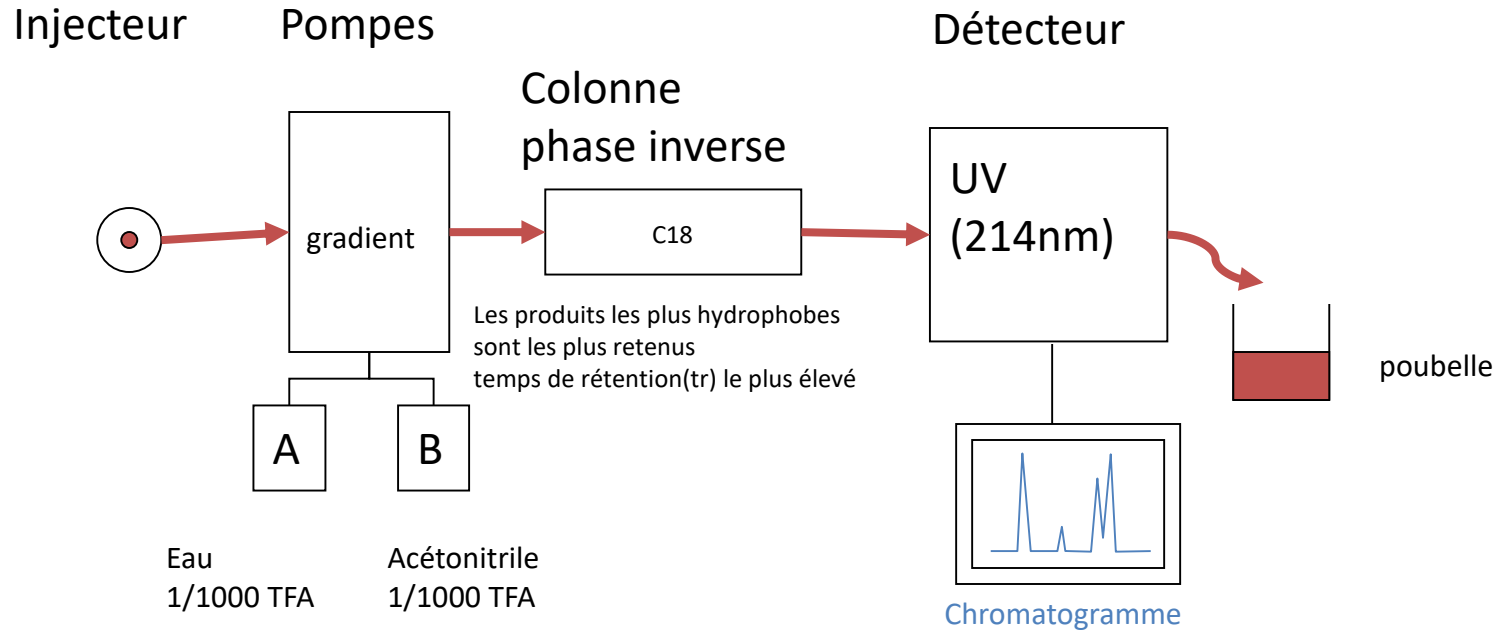 Injecteur
Pompes
Détecteur
Colonne
phase inverse
gradient
C18
UV
(214nm)
Les produits les plus hydrophobes
sont les plus retenus
temps de rétention(tr) le plus élevé
poubelle
A
B
Eau
1/1000 TFA
Acétonitrile
1/1000 TFA
Chromatogramme